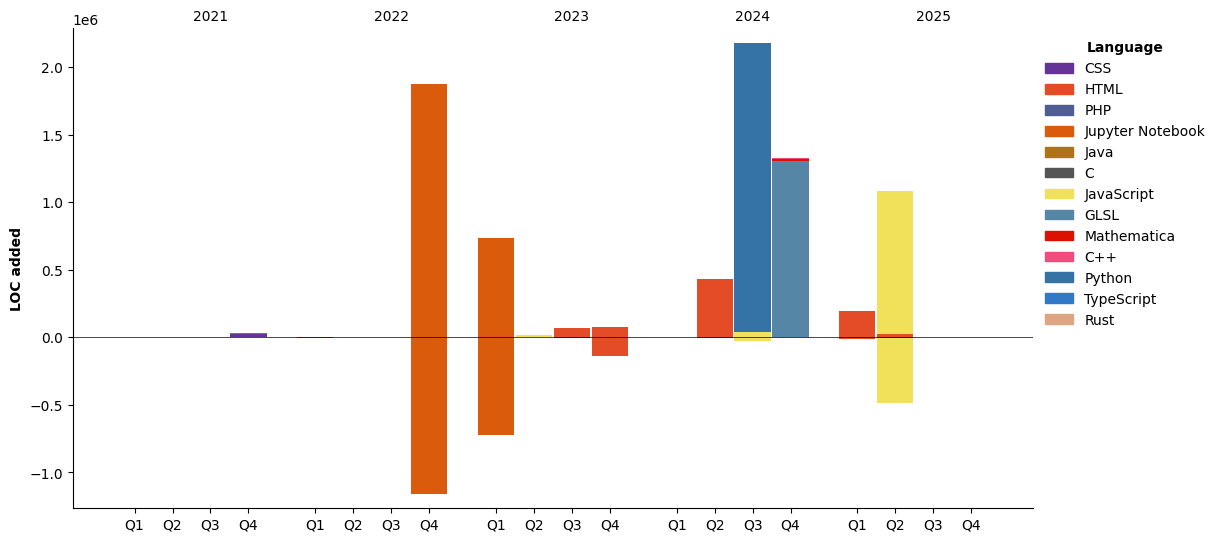 2021 2022 2023 2024 2025
1e6
Language
CSS
HTML
PHP
Jupyter Notebook
Java
C
JavaScript
GLSL
Mathematica
C++
Python
TypeScript
Rust
LOC added
2.0
1.5
1.0
0.5
0.0
−0.5
−1.0
Q1 Q2 Q3 Q4 Q1 Q2 Q3 Q4 Q1 Q2 Q3 Q4 Q1 Q2 Q3 Q4 Q1 Q2 Q3 Q4